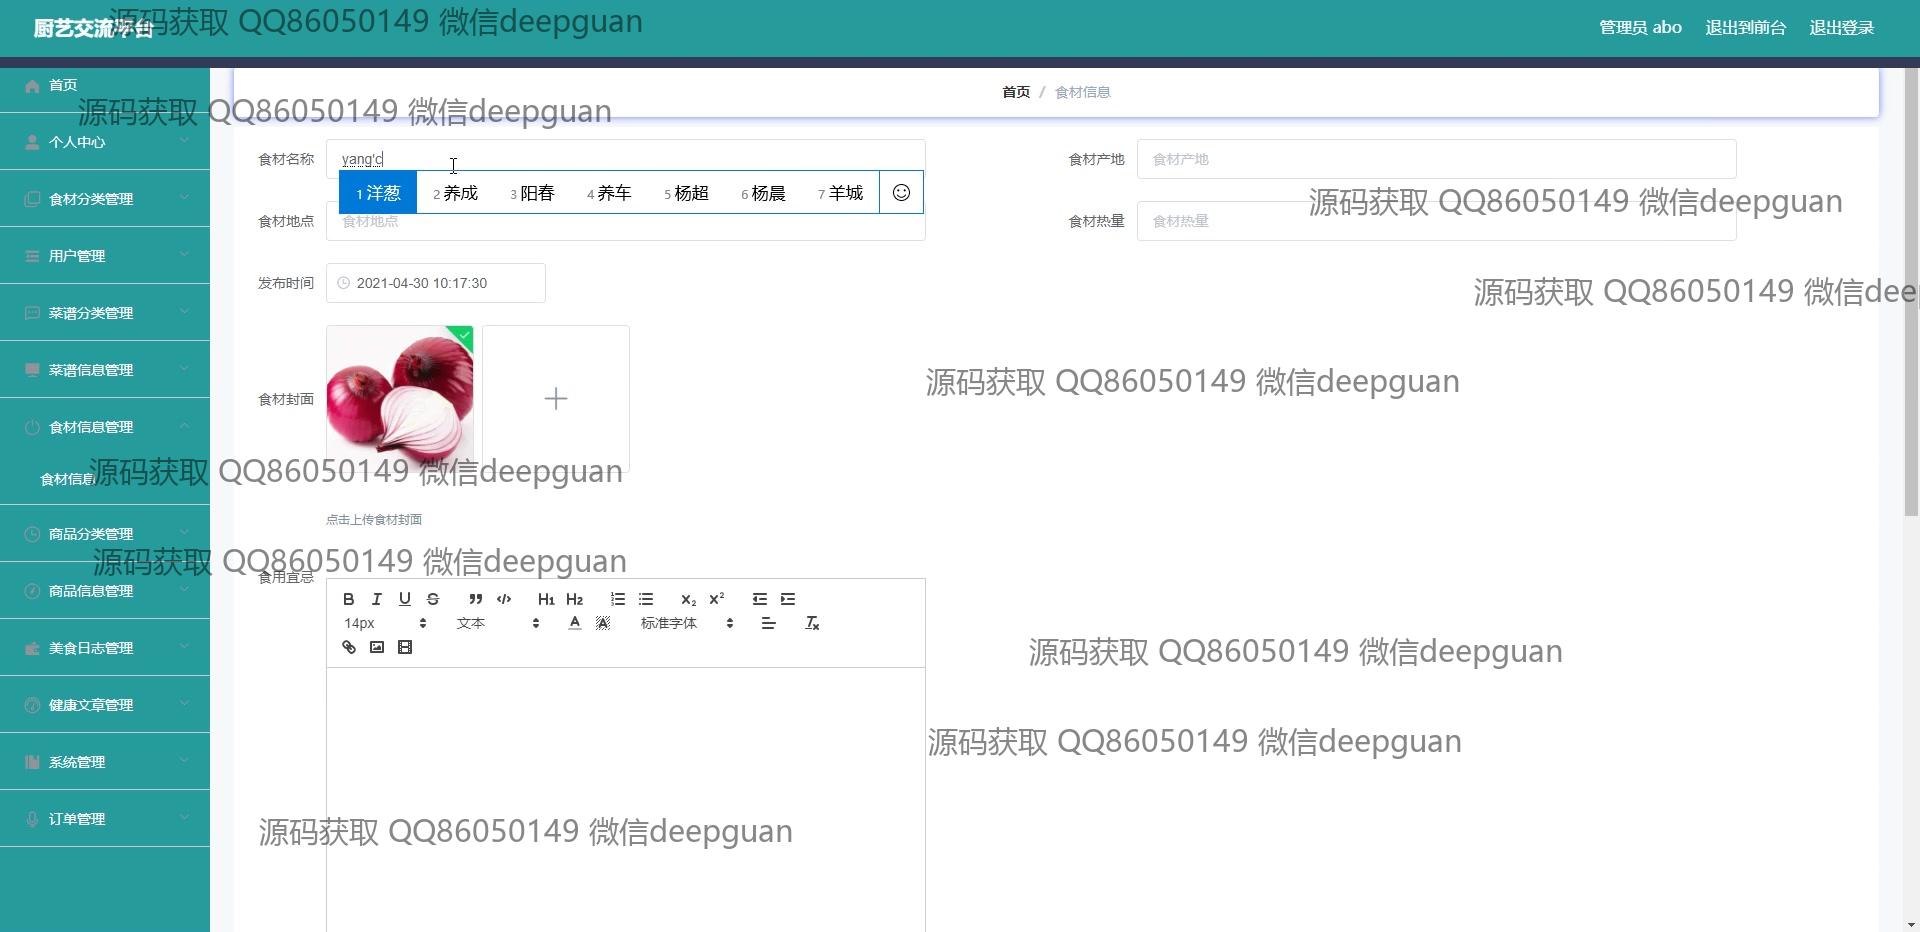 厨艺交流平台
源码获取 QQ86050149 微信deepguan
管理员 abo 退出到前台 退出登录
首页
首页 / 食材信息
源码获取 QQ86050149 微信deepguan
个人中心
食材名称 yang'c
食材产地 食材产地
1 洋葱 2 养成 3 阳春 4 养车 5 杨超 6 杨晨 7 羊城
食材分类管理
源码获取 QQ86050149 微信deepguan
食材地点 食材地点
食材热量 食材热量
用户管理
发布时间 2021-04-30 10:17:30
源码获取 QQ86050149 微信dee
菜谱分类管理
菜谱信息管理
源码获取 QQ86050149 微信deepguan
食材封面
食材信息管理
食材信息
源码获取 QQ86050149 微信deepguan
点击上传食材封面
商品分类管理
源码获取 QQ86050149 微信deepguan
食用宜忌
商品信息管理
B I U S H1 H2 X2 X2
14px 文本 A A 标准字体 Tx
美食日志管理
源码获取 QQ86050149 微信deepguan
健康文章管理
源码获取 QQ86050149 微信deepguan
系统管理
订单管理
源码获取 QQ86050149 微信deepguan